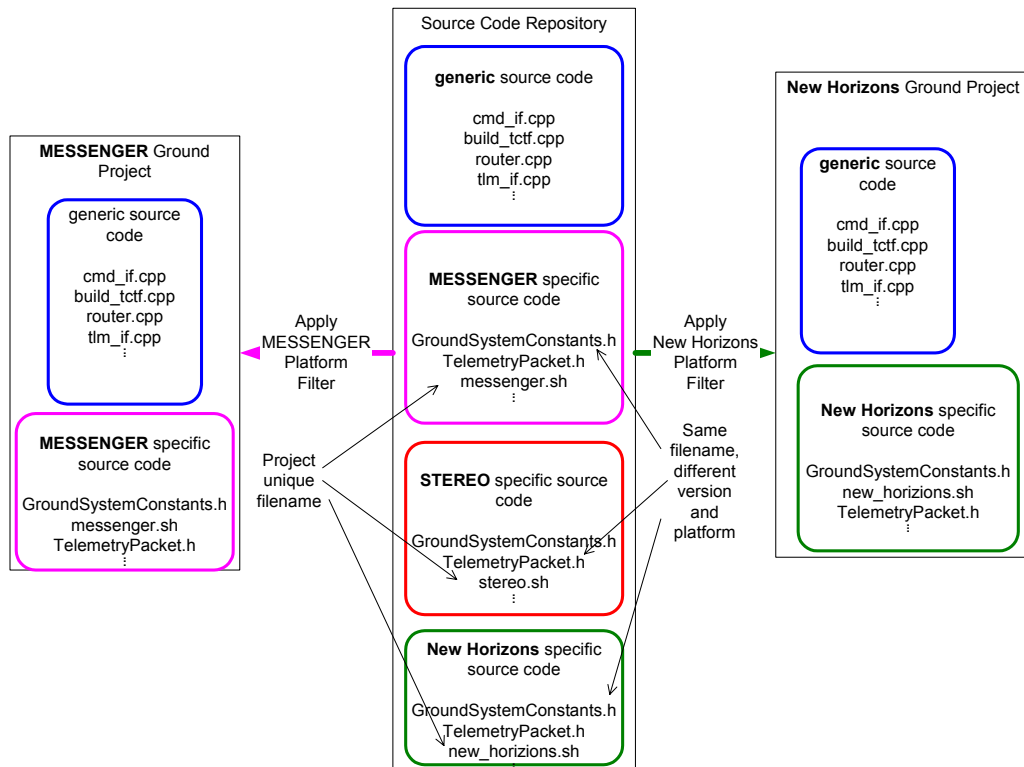 Source Code Repository
generic source code
cmd_if.cpp
build_tctf.cpp
router.cpp
tlm_if.cpp
⋮
MESSENGER specific
source code
GroundSystemConstants.h
TelemetryPacket.h
messenger.sh
⋮
STEREO specific source
code
GroundSystemConstants.h
TelemetryPacket.h
stereo.sh
⋮
New Horizons specific
source code
GroundSystemConstants.h
TelemetryPacket.h
new_horizions.sh
MESSENGER Ground
Project
generic source
code
cmd_if.cpp
build_tctf.cpp
router.cpp
tlm_if.cpp
⋮
MESSENGER specific
source code
GroundSystemConstants.h
messenger.sh
TelemetryPacket.h
⋮
Apply
MESSENGER
Platform
Filter
Project
unique
filename
Apply
New Horizons
Platform
Filter
Same
filename,
different
version
and
platform
New Horizons Ground Project
generic source
code
cmd_if.cpp
build_tctf.cpp
router.cpp
tlm_if.cpp
⋮
New Horizons specific
source code
GroundSystemConstants.h
new_horizions.sh
TelemetryPacket.h
⋮